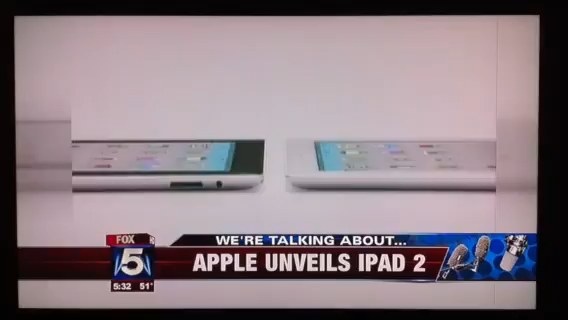 WE'RE TALKING ABOUT...
FOX
5
APPLE UNVEILS IPAD 2
5:32 51°